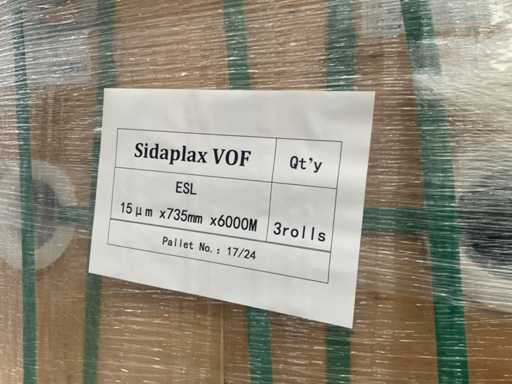 Sidaplax VOF
Qt'y
ESL
15μm x735mm x6000M
3rolls
Pallet No.: 17/24